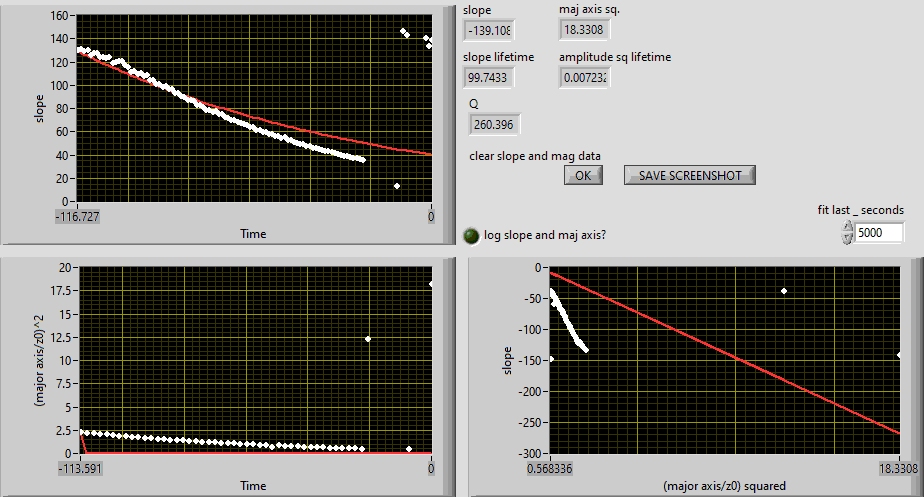 160
140
120
100
80
60
40
20
0
slope
-116.727
0
Time
slope
maj axis sq.
-139.108
18.3308
slope lifetime
amplitude sq lifetime
99.7433
0.007232
Q
260.396
clear slope and mag data
OK
SAVE SCREENSHOT
fit last _ seconds
5000
log slope and maj axis?
20
17.5
15
12.5
10
7.5
5
2.5
0
(major axis/z0)^2
-113.591
0
Time
0
-50
-100
-150
-200
-250
-300
slope
0.568336
18.3308
(major axis/z0) squared